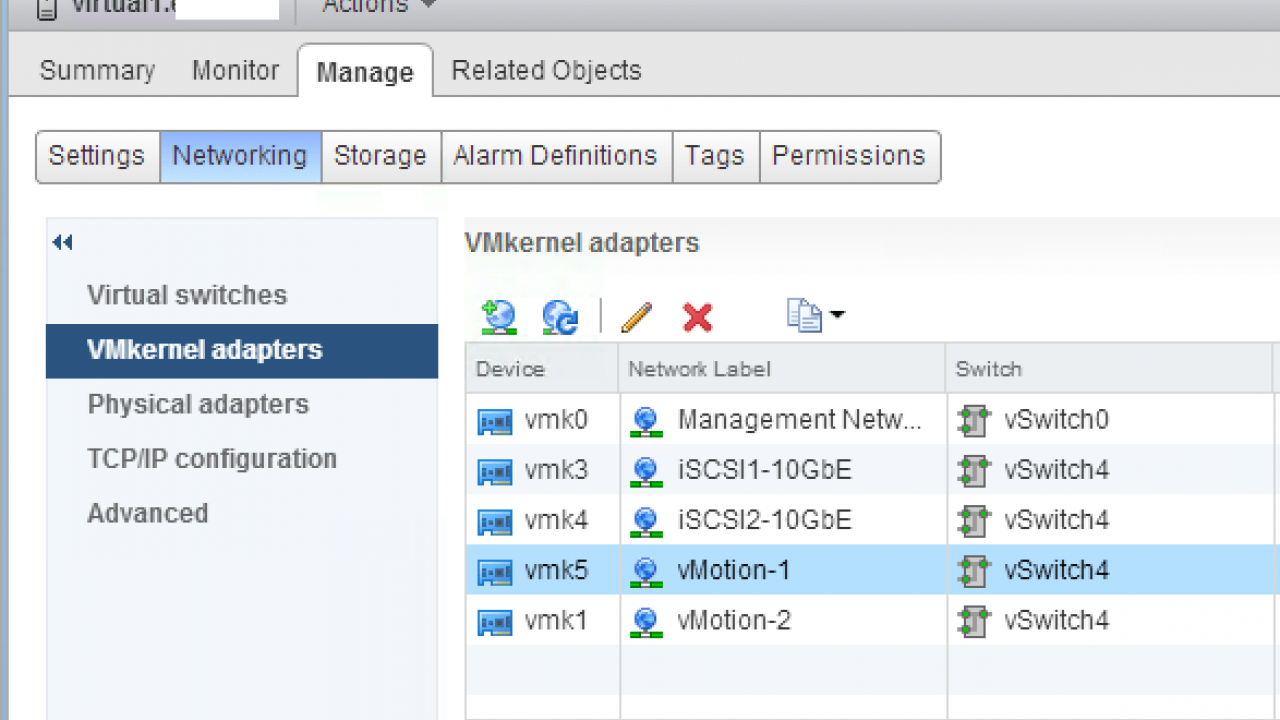 virtual1.
Actions
Summary Monitor Manage Related Objects
Settings Networking Storage Alarm Definitions Tags Permissions
Virtual switches
VMkernel adapters
Physical adapters
TCP/IP configuration
Advanced
VMkernel adapters
Device Network Label Switch
vmk0 Management Netw... vSwitch0
vmk3 iSCSI1-10GbE vSwitch4
vmk4 iSCSI2-10GbE vSwitch4
vmk5 vMotion-1 vSwitch4
vmk1 vMotion-2 vSwitch4